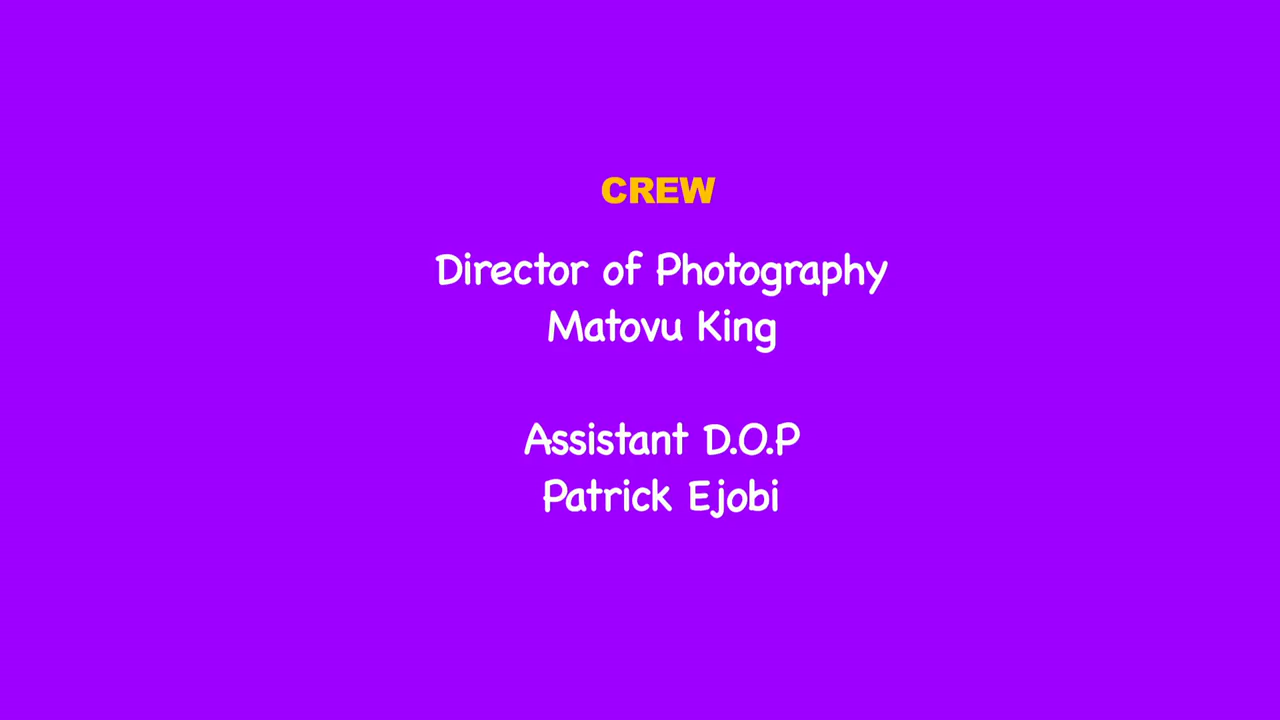 CREW
Director of Photography
Matovu King
Assistant D.O.P
Patrick Ejobi